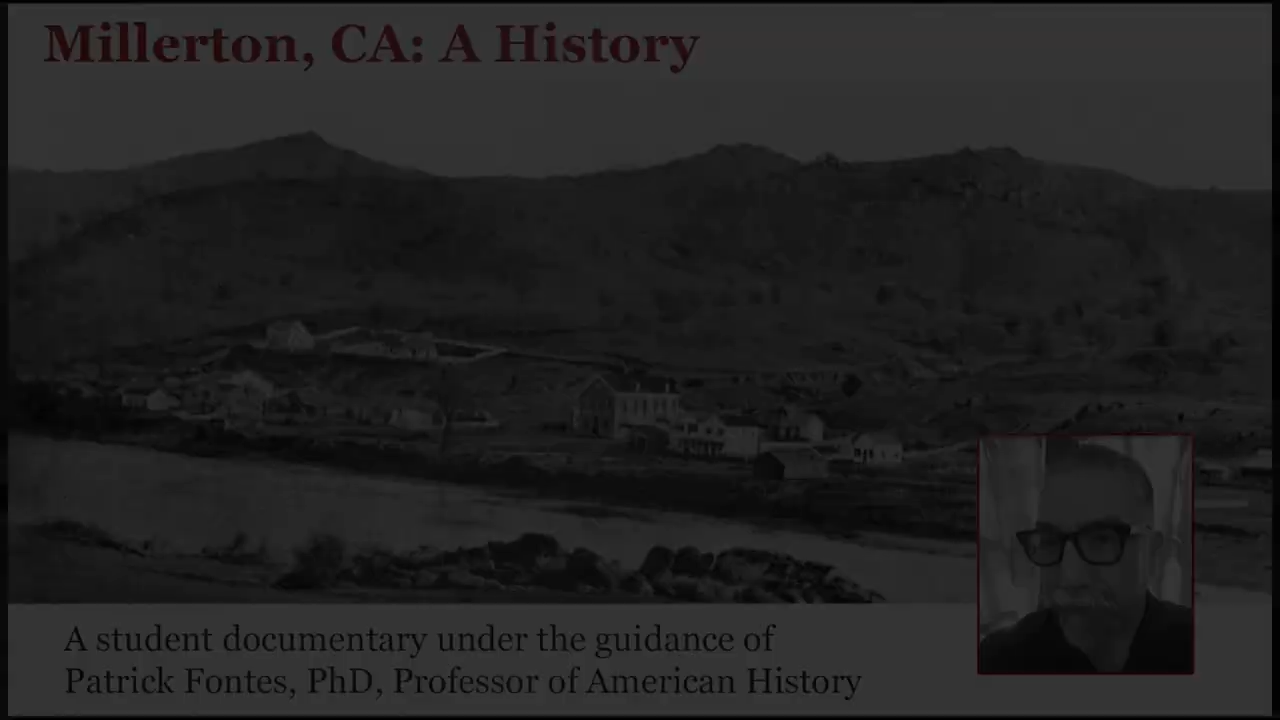 Millerton, CA: A History
A student documentary under the guidance of
Patrick Fontes, PhD, Professor of American History